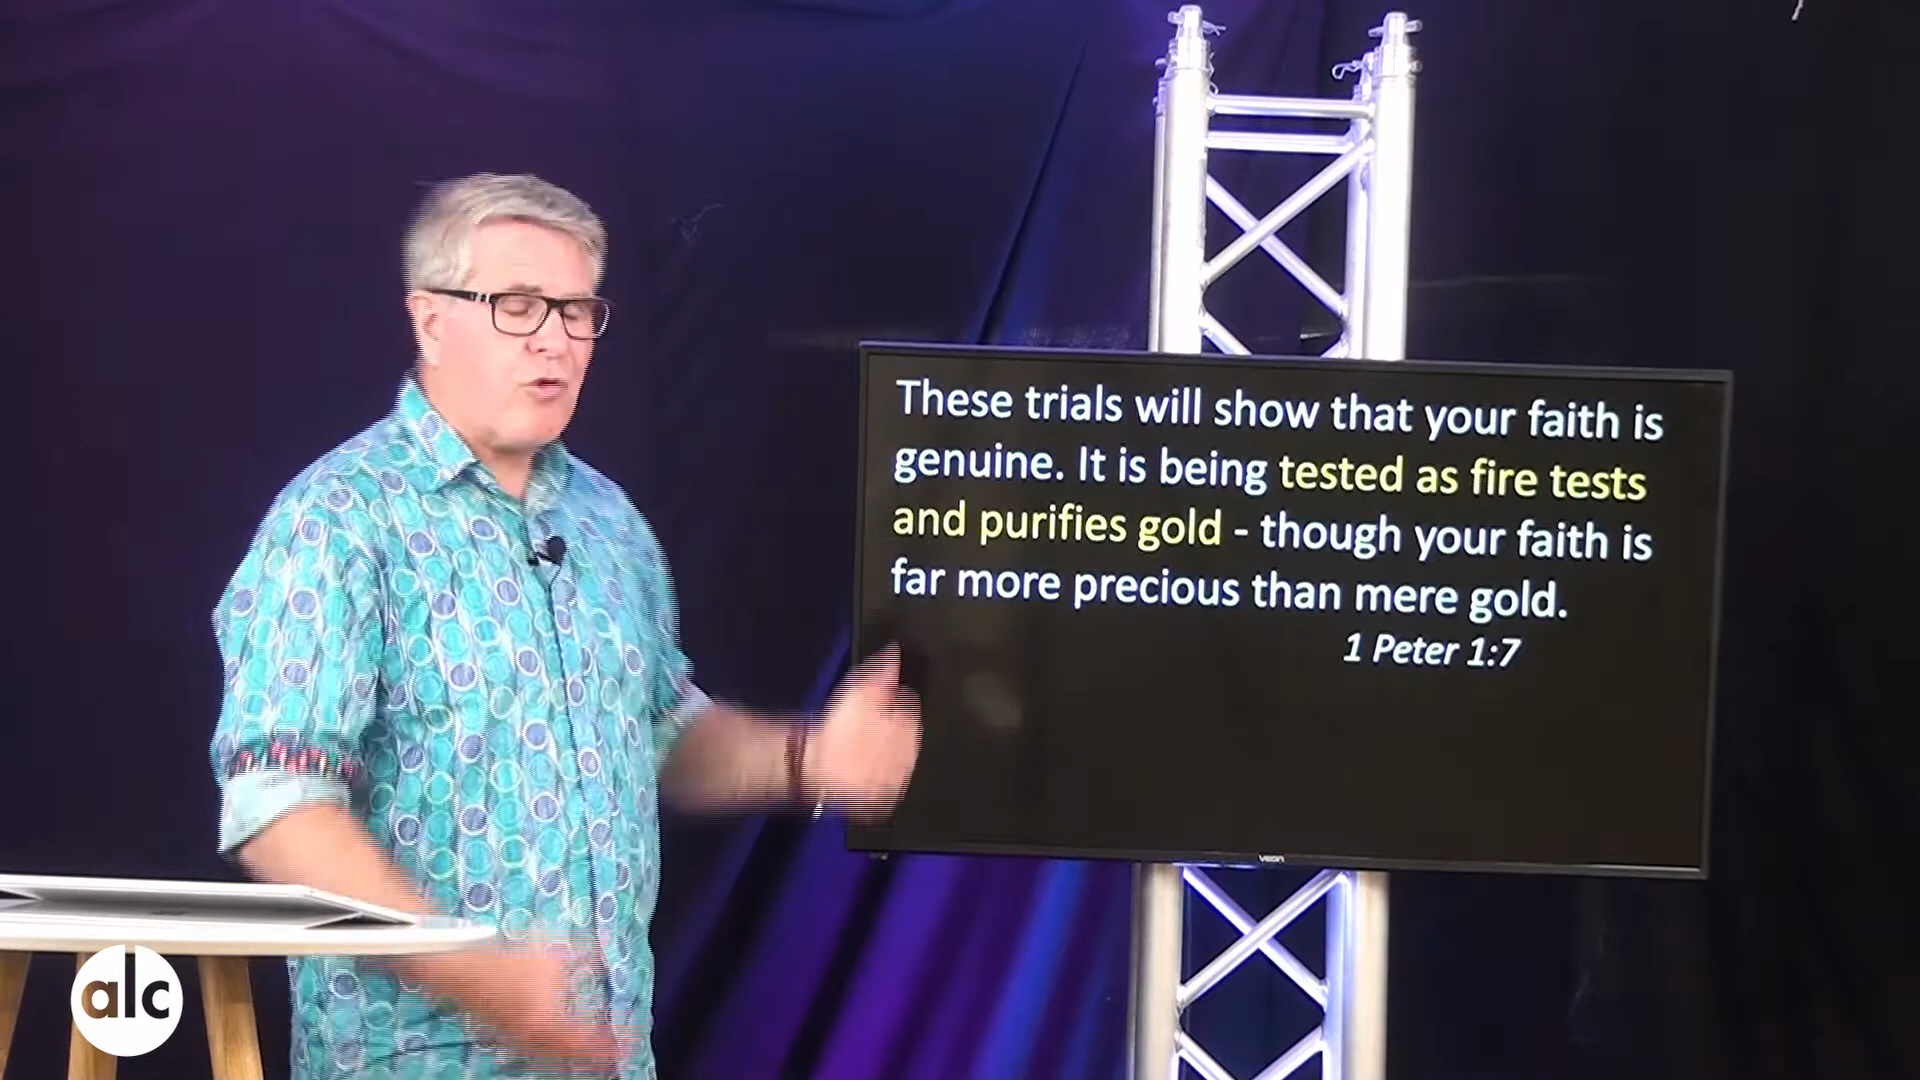 These trials will show that your faith is
genuine. It is being tested as fire tests
and purifies gold - though your faith is
far more precious than mere gold.
1 Peter 1:7
alc